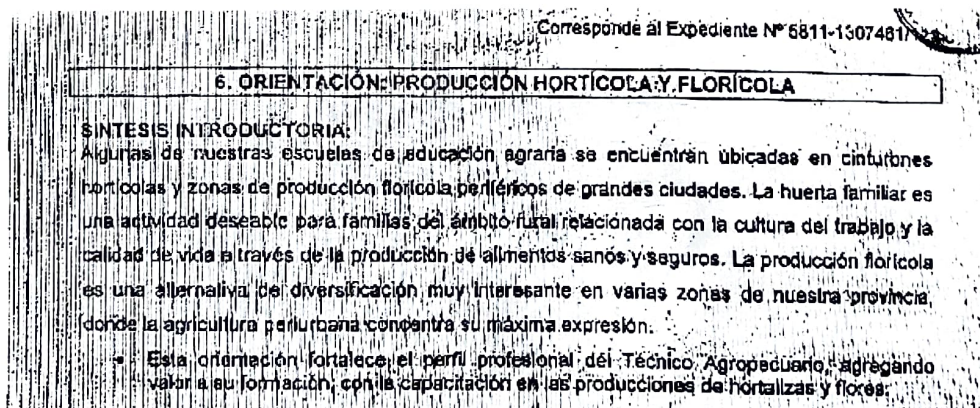 Corresponde al Expediente Nº 5811-1307481/
6. ORIENTACIÓN: PRODUCCIÓN HORTÍCOLA Y FLORÍCOLA
SINTESIS INTRODUCTORIA:
Algunas de nuestras escuelas de educación agraria se encuentran ubicadas en cinturones
hortícolas y zonas de producción florícola periféricos de grandes ciudades. La huerta familiar es
una actividad deseable para familias del ámbito rural relacionada con la cultura del trabajo y la
calidad de vida a través de la producción de alimentos sanos y seguros. La producción florícola
es una alternativa de diversificación muy interesante en varias zonas de nuestra provincia,
donde la agricultura periurbana concentra su máxima expresión.
• Esta orientación fortalece el perfil profesional del Técnico Agropecuario, agregando
valor a su formación, con la capacitación en las producciones de hortalizas y flores.